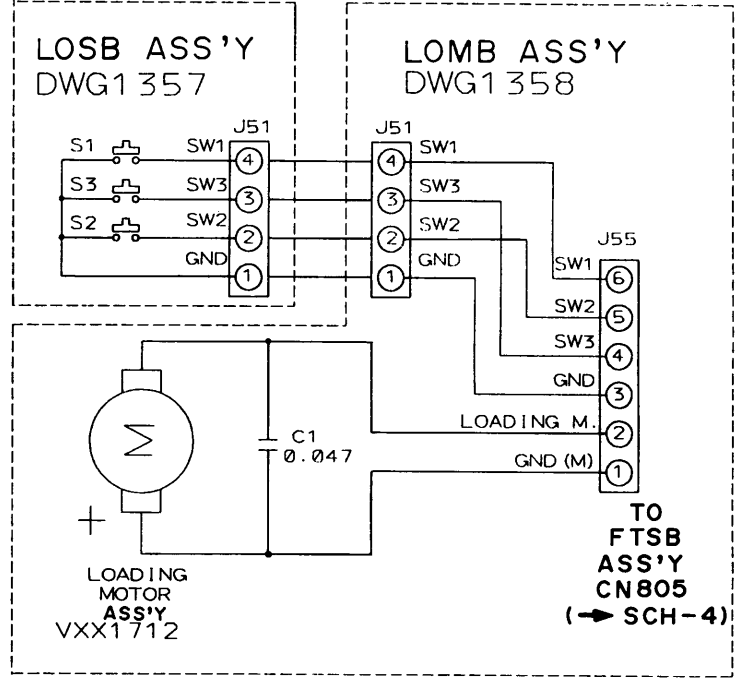 LOSB ASS'Y
DWG1357
LOMB ASS'Y
DWG1358
J51
J51
S1
SW1
4
4
SW1
S3
SW3
3
3
SW3
S2
SW2
2
2
SW2
GND
1
1
GND
J55
SW1
6
SW2
5
SW3
4
GND
3
LOADING M.
2
GND (M)
1
M
+
C1
0.047
LOADING
MOTOR
ASS'Y
VXX1712
TO
FTSB
ASS'Y
CN805
(→ SCH-4)